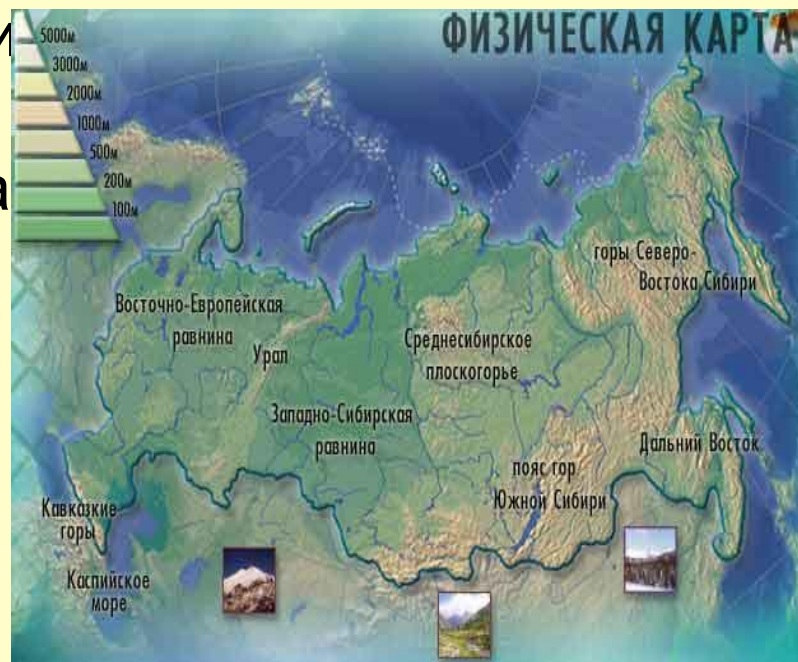 и
ФИЗИЧЕСКАЯ КАРТА
5000м
3000м
2000м
1000м
500м
а
200м
100м
горы Северо-
Востока Сибири
Восточно-Европейская
равнина
Урал
Среднесибирское
плоскогорье
Западно-Сибирская
равнина
Дальний Восток
пояс гор
Южной Сибири
Кавказкие
горы
Каспийское
море